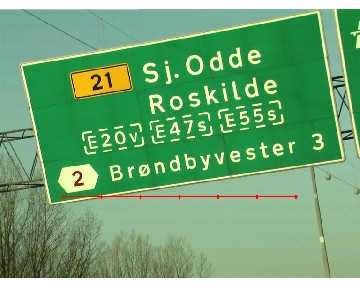 21 Sj. Odde
Roskilde
E20v E47s E55s
2 Brøndbyvester 3